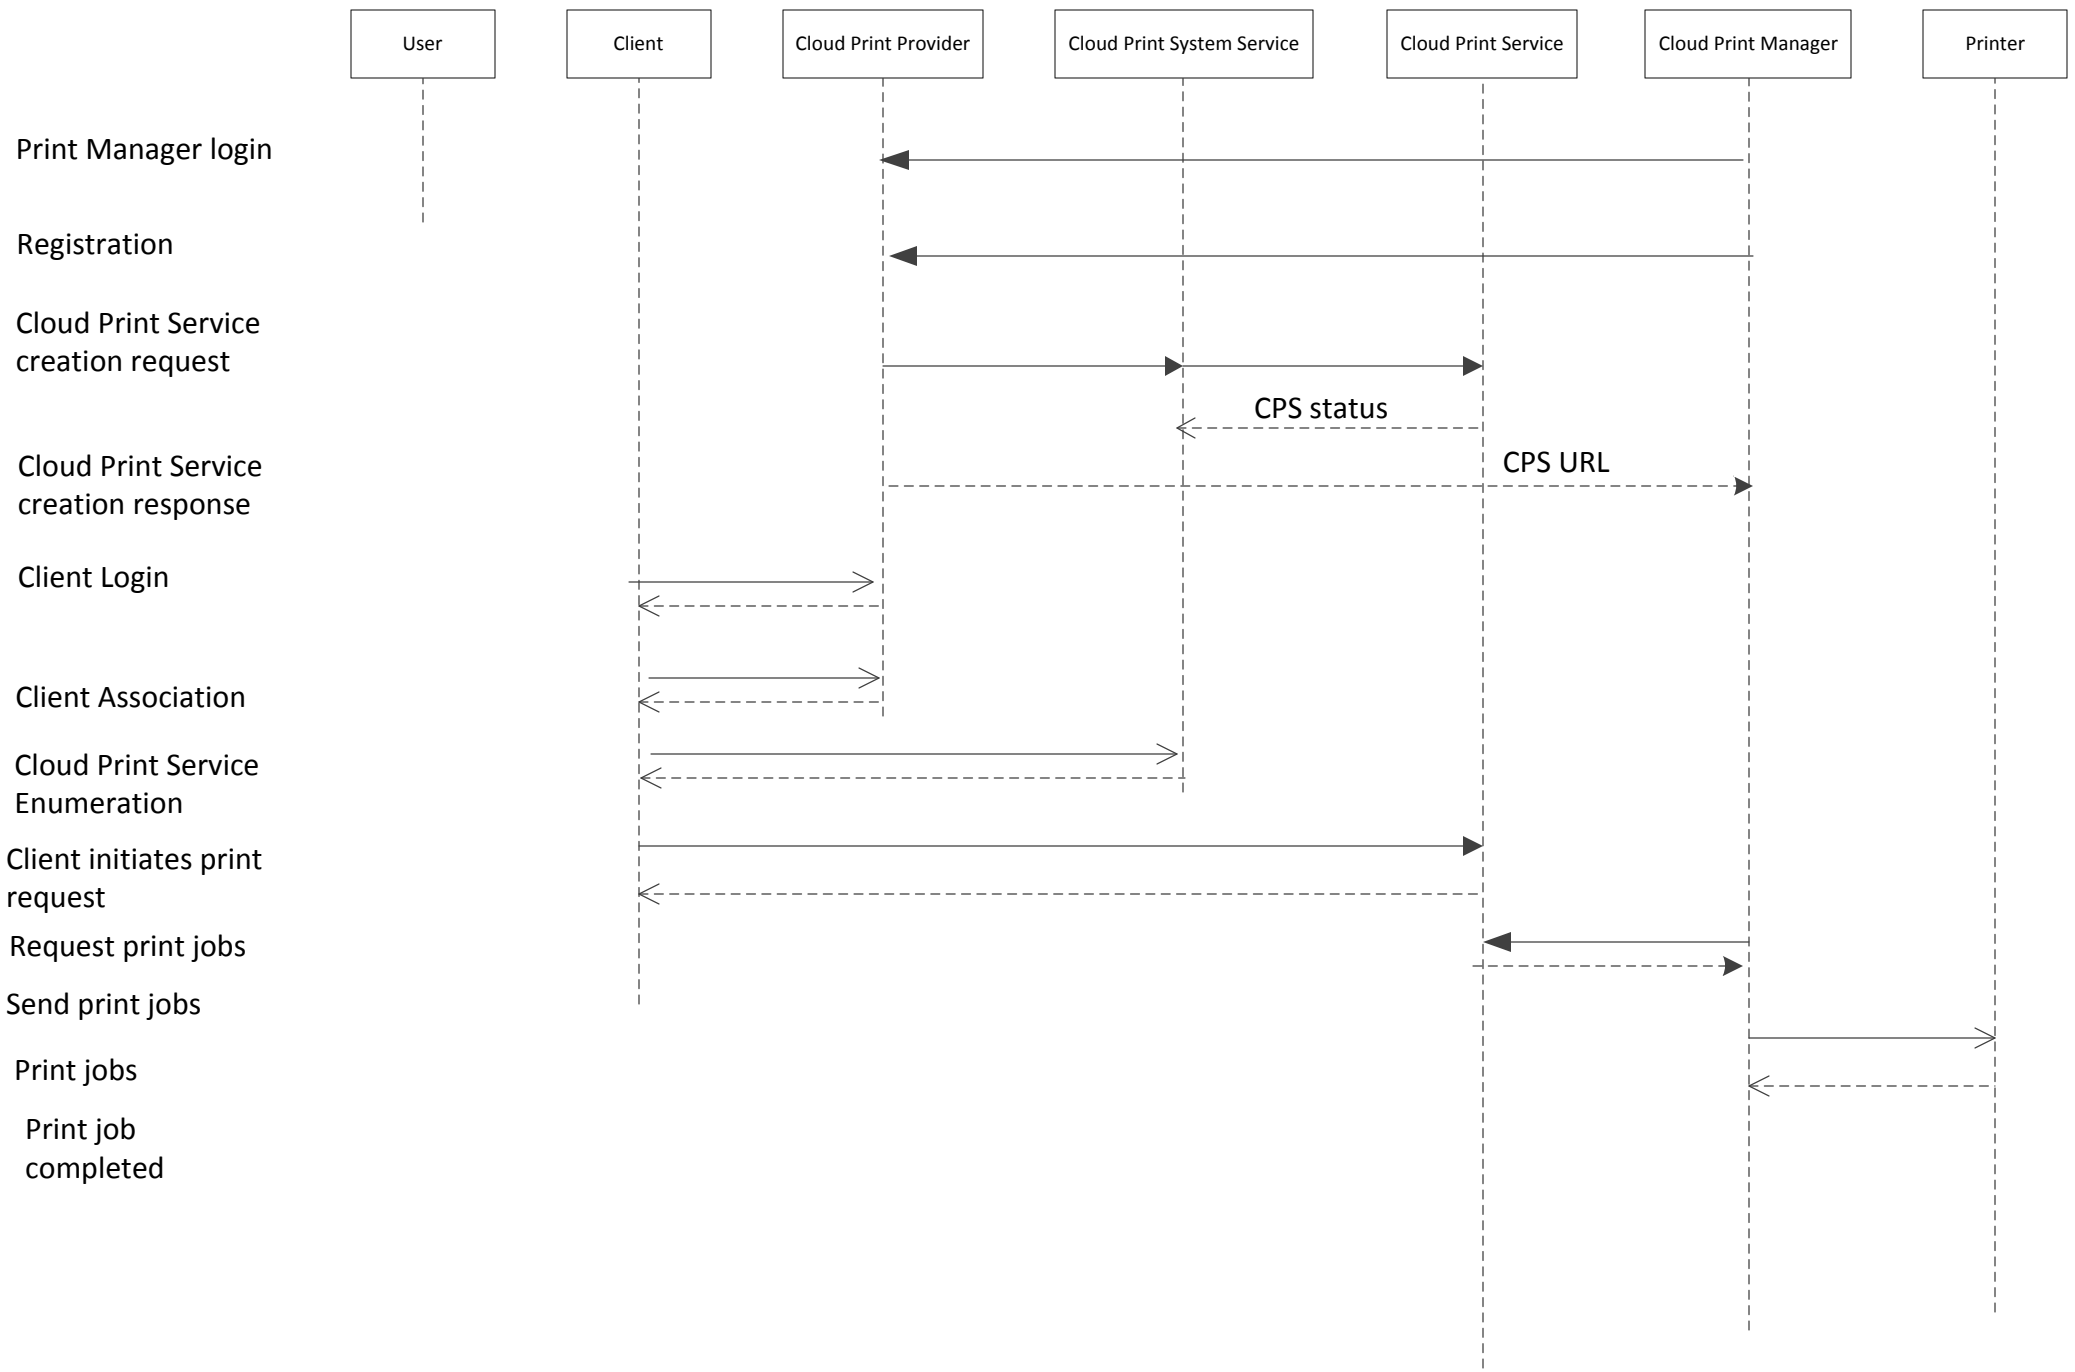 User
Client
Cloud Print Provider
Cloud Print System Service
Cloud Print Service
Cloud Print Manager
Printer
Print Manager login
Registration
Cloud Print Service
creation request
CPS status
Cloud Print Service
creation response
CPS URL
Client Login
Client Association
Cloud Print Service
Enumeration
Client initiates print
request
Request print jobs
Send print jobs
Print jobs
Print job
completed